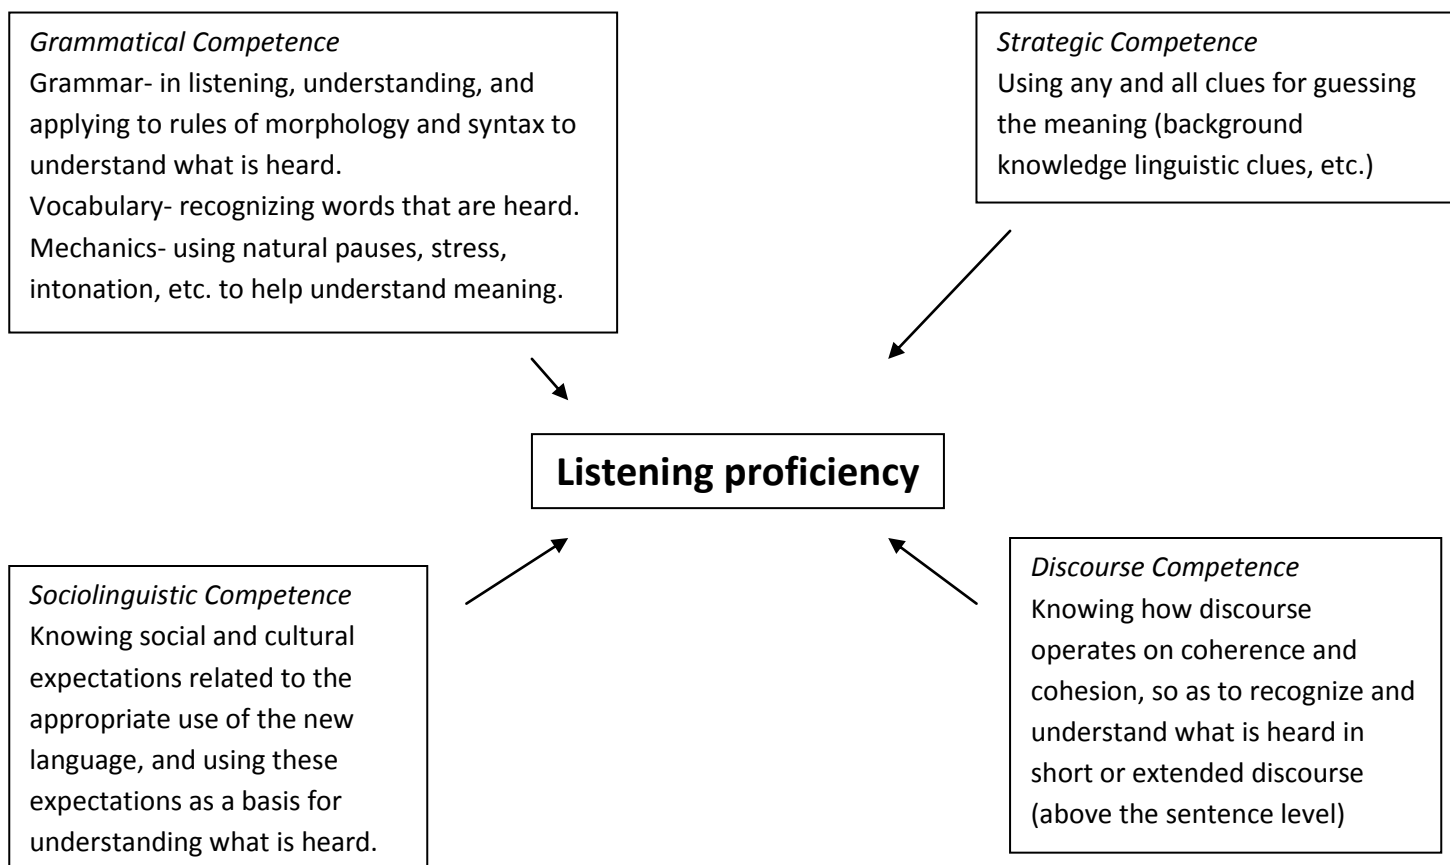 Grammatical Competence
Grammar- in listening, understanding, and
applying to rules of morphology and syntax to
understand what is heard.
Vocabulary- recognizing words that are heard.
Mechanics- using natural pauses, stress,
intonation, etc. to help understand meaning.
Strategic Competence
Using any and all clues for guessing
the meaning (background
knowledge linguistic clues, etc.)
Listening proficiency
Sociolinguistic Competence
Knowing social and cultural
expectations related to the
appropriate use of the new
language, and using these
expectations as a basis for
understanding what is heard.
Discourse Competence
Knowing how discourse
operates on coherence and
cohesion, so as to recognize and
understand what is heard in
short or extended discourse
(above the sentence level)